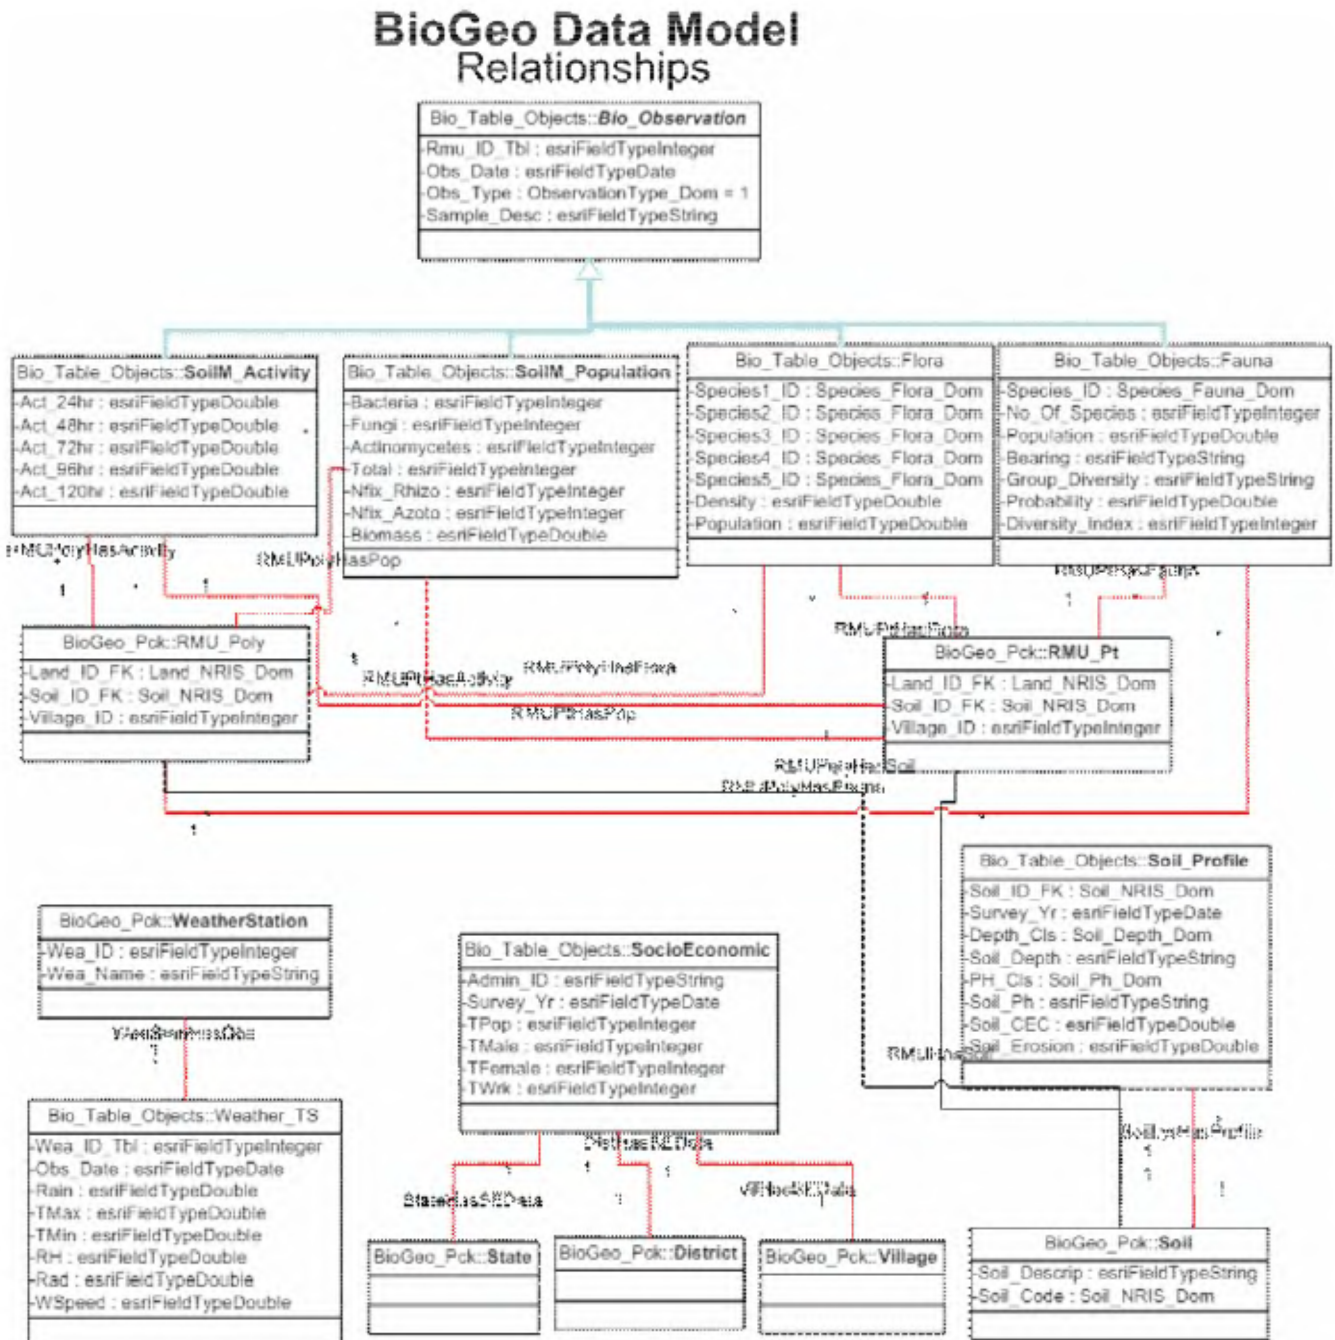 BioGeo Data Model
Relationships
Bio_Table_Objects::Bio_Observation
-Rmu_ID_Tbl : esriFieldTypeInteger
-Obs_Date : esriFieldTypeDate
-Obs_Type : ObservationType_Dom = 1
-Sample_Desc : esriFieldTypeString
Bio_Table_Objects::SoilM_Activity
-Act_24hr : esriFieldTypeDouble
-Act_48hr : esriFieldTypeDouble
-Act_72hr : esriFieldTypeDouble
-Act_96hr : esriFieldTypeDouble
-Act_120hr : esriFieldTypeDouble
Bio_Table_Objects::SoilM_Population
-Bacteria : esriFieldTypeInteger
-Fungi : esriFieldTypeInteger
-Actinomycetes : esriFieldTypeInteger
-Total : esriFieldTypeInteger
-Nfix_Rhizo : esriFieldTypeInteger
-Nfix_Azoto : esriFieldTypeInteger
-Biomass : esriFieldTypeDouble
Bio_Table_Objects::Flora
-Species1_ID : Species_Flora_Dom
-Species2_ID : Species_Flora_Dom
-Species3_ID : Species_Flora_Dom
-Species4_ID : Species_Flora_Dom
-Species5_ID : Species_Flora_Dom
-Density : esriFieldTypeDouble
-Population : esriFieldTypeDouble
Bio_Table_Objects::Fauna
-Species_ID : Species_Fauna_Dom
-No_Of_Species : esriFieldTypeInteger
-Population : esriFieldTypeDouble
-Bearing : esriFieldTypeString
-Group_Diversity : esriFieldTypeString
-Probability : esriFieldTypeDouble
-Diversity_Index : esriFieldTypeInteger
RMUPolyHasPop
BioGeo_Pck::RMU_Poly
-Land_ID_FK : Land_NRIS_Dom
-Soil_ID_FK : Soil_NRIS_Dom
-Village_ID : esriFieldTypeInteger
RMUPtHasActivity
RMUPolyHasFlora
RMUPtHasPop
RMUPtHasFlora
BioGeo_Pck::RMU_Pt
-Land_ID_FK : Land_NRIS_Dom
-Soil_ID_FK : Soil_NRIS_Dom
-Village_ID : esriFieldTypeInteger
RMUPolyHasSoil
Bio_Table_Objects::Soil_Profile
-Soil_ID_FK : Soil_NRIS_Dom
-Survey_Yr : esriFieldTypeDate
-Depth_Cls : Soil_Depth_Dom
-Soil_Depth : esriFieldTypeString
-PH_Cls : Soil_Ph_Dom
-Soil_Ph : esriFieldTypeString
-Soil_CEC : esriFieldTypeDouble
-Soil_Erosion : esriFieldTypeDouble
BioGeo_Pck::WeatherStation
-Wea_ID : esriFieldTypeInteger
-Wea_Name : esriFieldTypeString
Bio_Table_Objects::SocioEconomic
-Admin_ID : esriFieldTypeString
-Survey_Yr : esriFieldTypeDate
-TPop : esriFieldTypeInteger
-TMale : esriFieldTypeInteger
-TFemale : esriFieldTypeInteger
-TWrk : esriFieldTypeInteger
Bio_Table_Objects::Weather_TS
-Wea_ID_Tbl : esriFieldTypeInteger
-Obs_Date : esriFieldTypeDate
-Rain : esriFieldTypeDouble
-TMax : esriFieldTypeDouble
-TMin : esriFieldTypeDouble
-RH : esriFieldTypeDouble
-Rad : esriFieldTypeDouble
-WSpeed : esriFieldTypeDouble
BioGeo_Pck::State
BioGeo_Pck::District
BioGeo_Pck::Village
BioGeo_Pck::Soil
-Soil_Descrip : esriFieldTypeString
-Soil_Code : Soil_NRIS_Dom